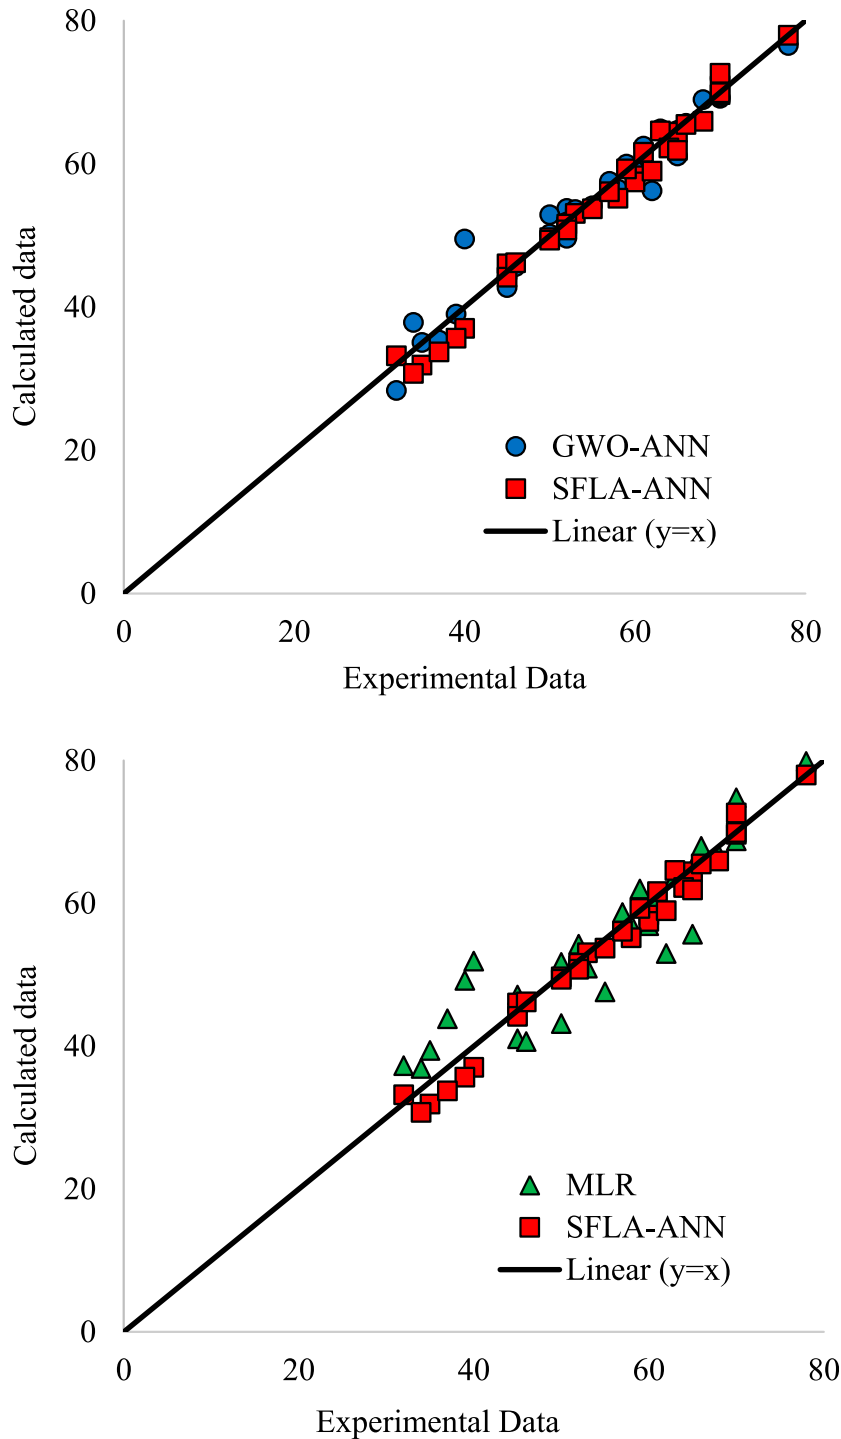 80
60
40
20
0
Calculated data
GWO-ANN
SFLA-ANN
Linear (y=x)
0 20 40 60 80
Experimental Data
80
60
40
20
0
Calculated data
MLR
SFLA-ANN
Linear (y=x)
0 20 40 60 80
Experimental Data